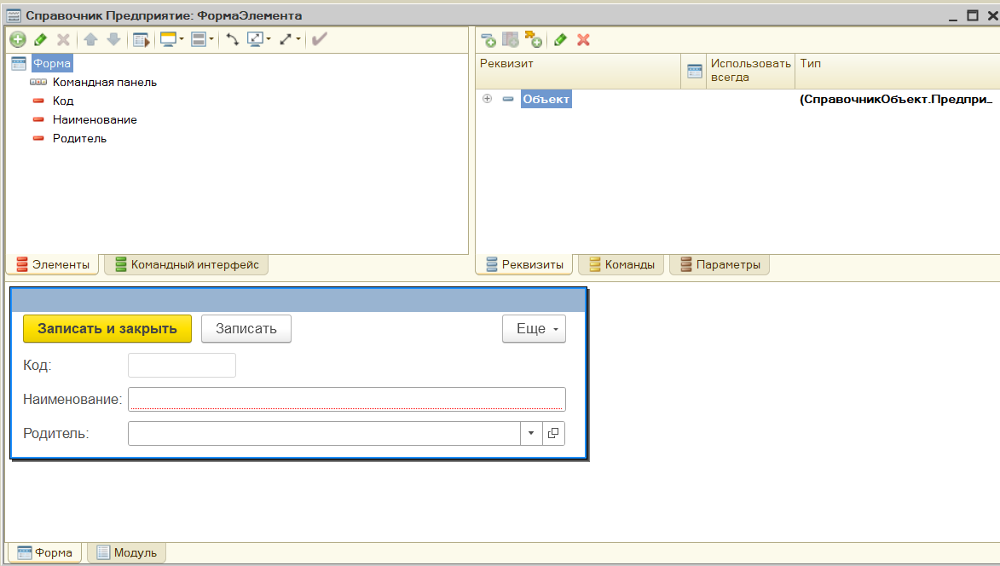 Справочник Предприятие: ФормаЭлемента
Форма
Командная панель
Код
Наименование
Родитель
Элементы
Командный интерфейс
Реквизит
Использовать всегда
Тип
Объект
(СправочникОбъект.Предпри...
Реквизиты
Команды
Параметры
Записать и закрыть
Записать
Еще
Код:
Наименование:
Родитель:
Форма
Модуль